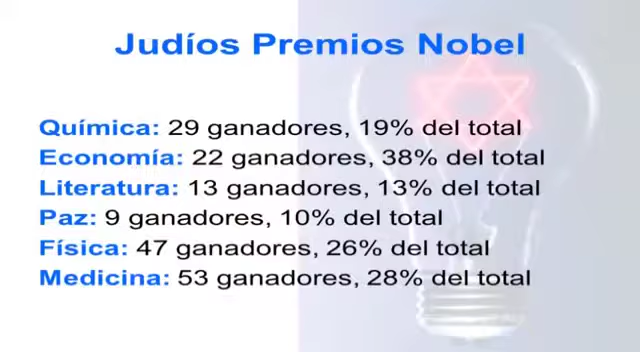 Judíos Premios Nobel
Química: 29 ganadores, 19% del total
Economía: 22 ganadores, 38% del total
Literatura: 13 ganadores, 13% del total
Paz: 9 ganadores, 10% del total
Física: 47 ganadores, 26% del total
Medicina: 53 ganadores, 28% del total